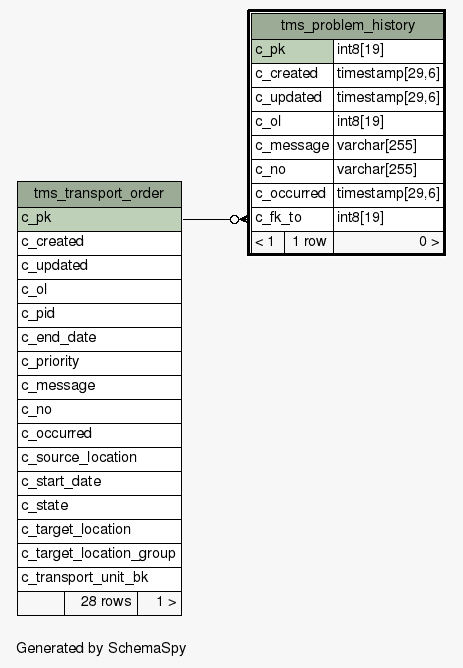 tms_problem_history
c_pk int8[19]
c_created timestamp[29,6]
c_updated timestamp[29,6]
c_ol int8[19]
c_message varchar[255]
c_no varchar[255]
c_occurred timestamp[29,6]
c_fk_to int8[19]
< 1 1 row 0 >
tms_transport_order
c_pk
c_created
c_updated
c_ol
c_pid
c_end_date
c_priority
c_message
c_no
c_occurred
c_source_location
c_start_date
c_state
c_target_location
c_target_location_group
c_transport_unit_bk
28 rows 1 >
Generated by SchemaSpy